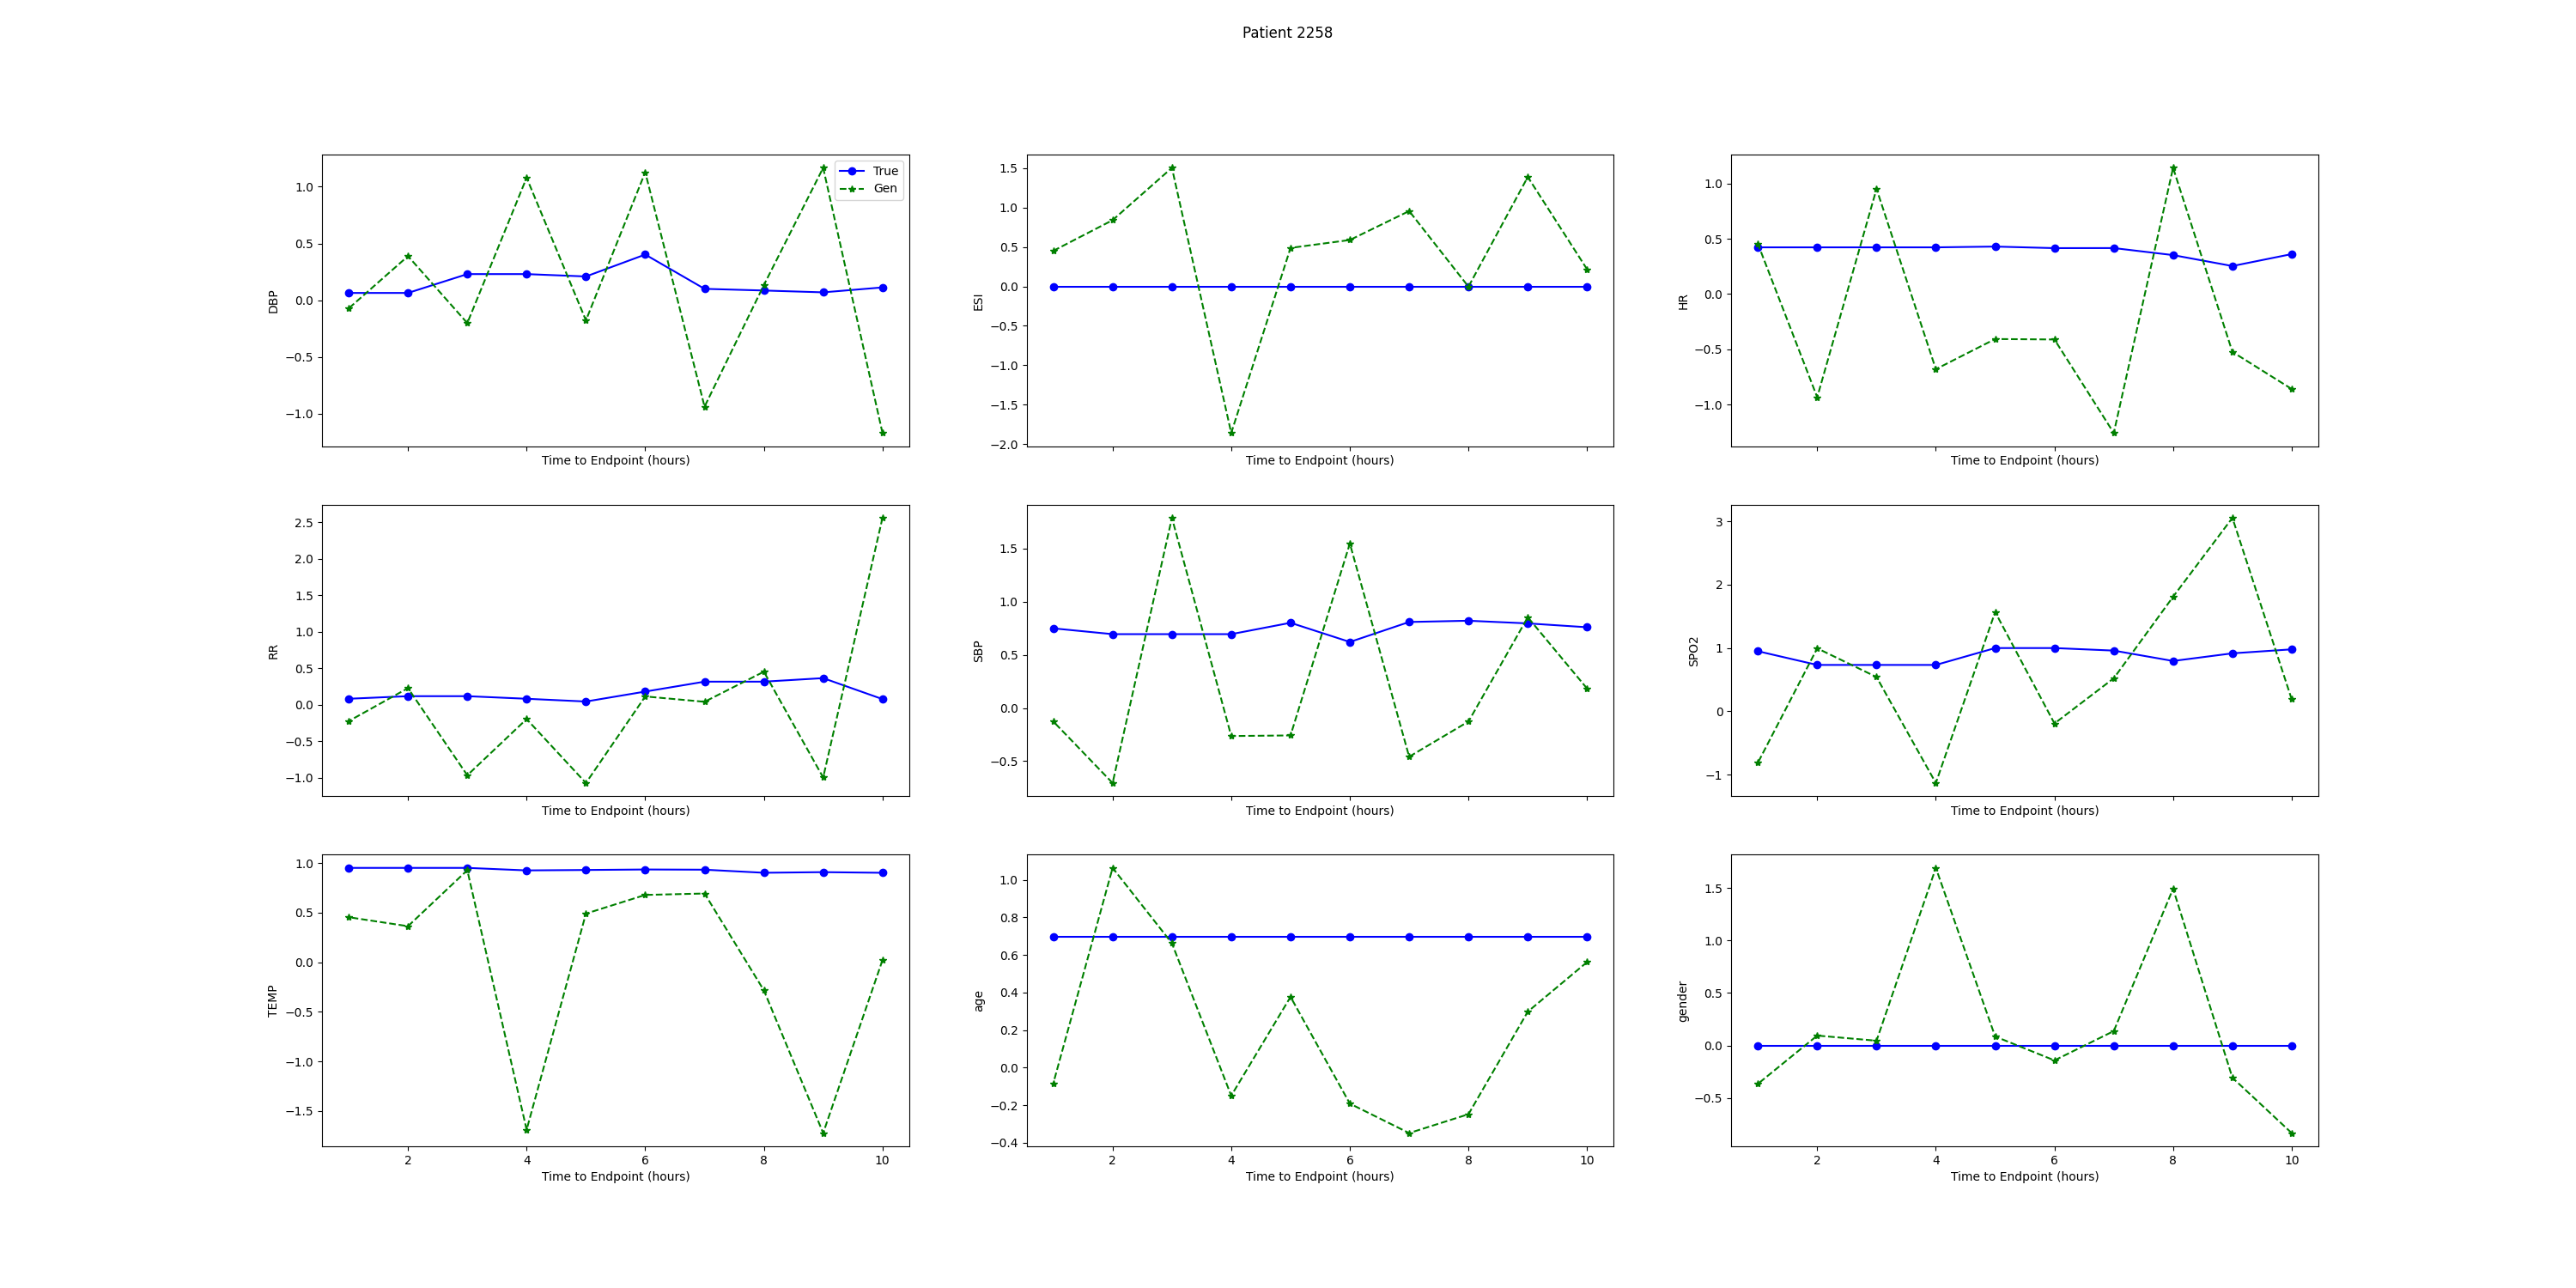 Patient 2258
True
Gen
DBP
1.0
0.5
0.0
−0.5
−1.0
Time to Endpoint (hours)
ESI
1.5
1.0
0.5
0.0
−0.5
−1.0
−1.5
−2.0
Time to Endpoint (hours)
HR
1.0
0.5
0.0
−0.5
−1.0
Time to Endpoint (hours)
RR
2.5
2.0
1.5
1.0
0.5
0.0
−0.5
−1.0
Time to Endpoint (hours)
SBP
1.5
1.0
0.5
0.0
−0.5
Time to Endpoint (hours)
SPO2
3
2
1
0
−1
Time to Endpoint (hours)
TEMP
1.0
0.5
0.0
−0.5
−1.0
−1.5
2 4 6 8 10
Time to Endpoint (hours)
age
1.0
0.8
0.6
0.4
0.2
0.0
−0.2
−0.4
2 4 6 8 10
Time to Endpoint (hours)
gender
1.5
1.0
0.5
0.0
−0.5
2 4 6 8 10
Time to Endpoint (hours)